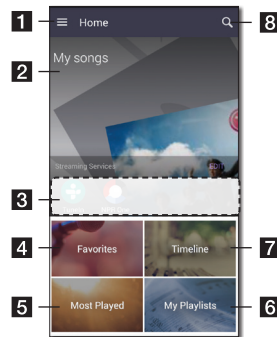 1 Home 8
2 My songs
Streaming Services Edit
3
4 Favorites Timeline 7
5 Most Played My Playlists 6